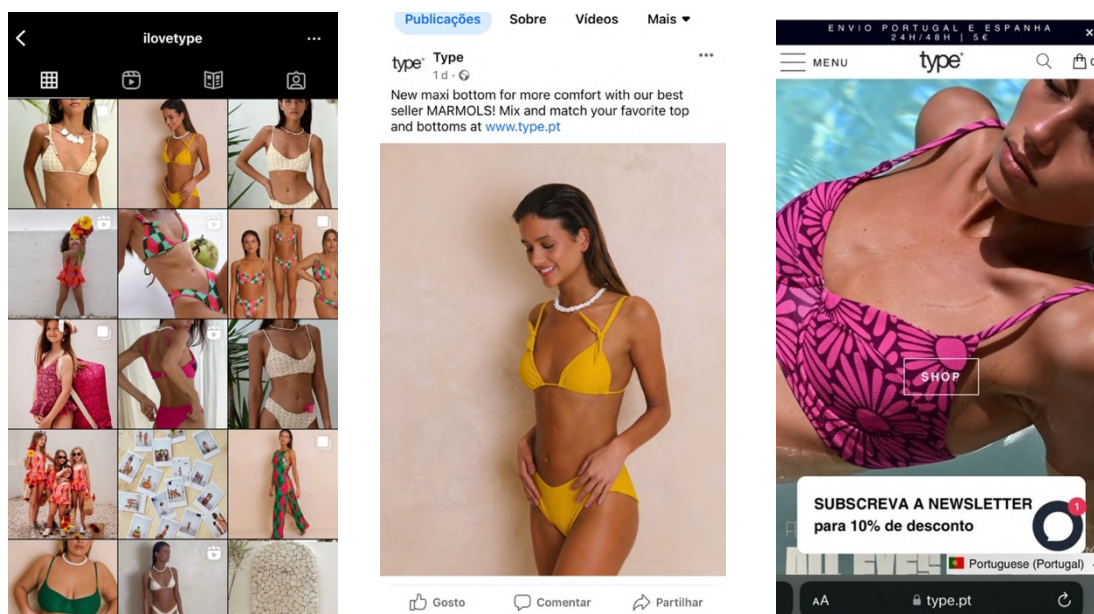 ilovetype
Publicações Sobre Vídeos Mais
type
Type
1 d
New maxi bottom for more comfort with our best
seller MARMOLS! Mix and match your favorite top
and bottoms at www.type.pt
Gosto Comentar Partilhar
ENVIO PORTUGAL E ESPANHA
24H/48H | 5€
MENU type
SHOP
SUBSCREVA A NEWSLETTER
para 10% de desconto
1
Portuguese (Portugal)
AA type.pt